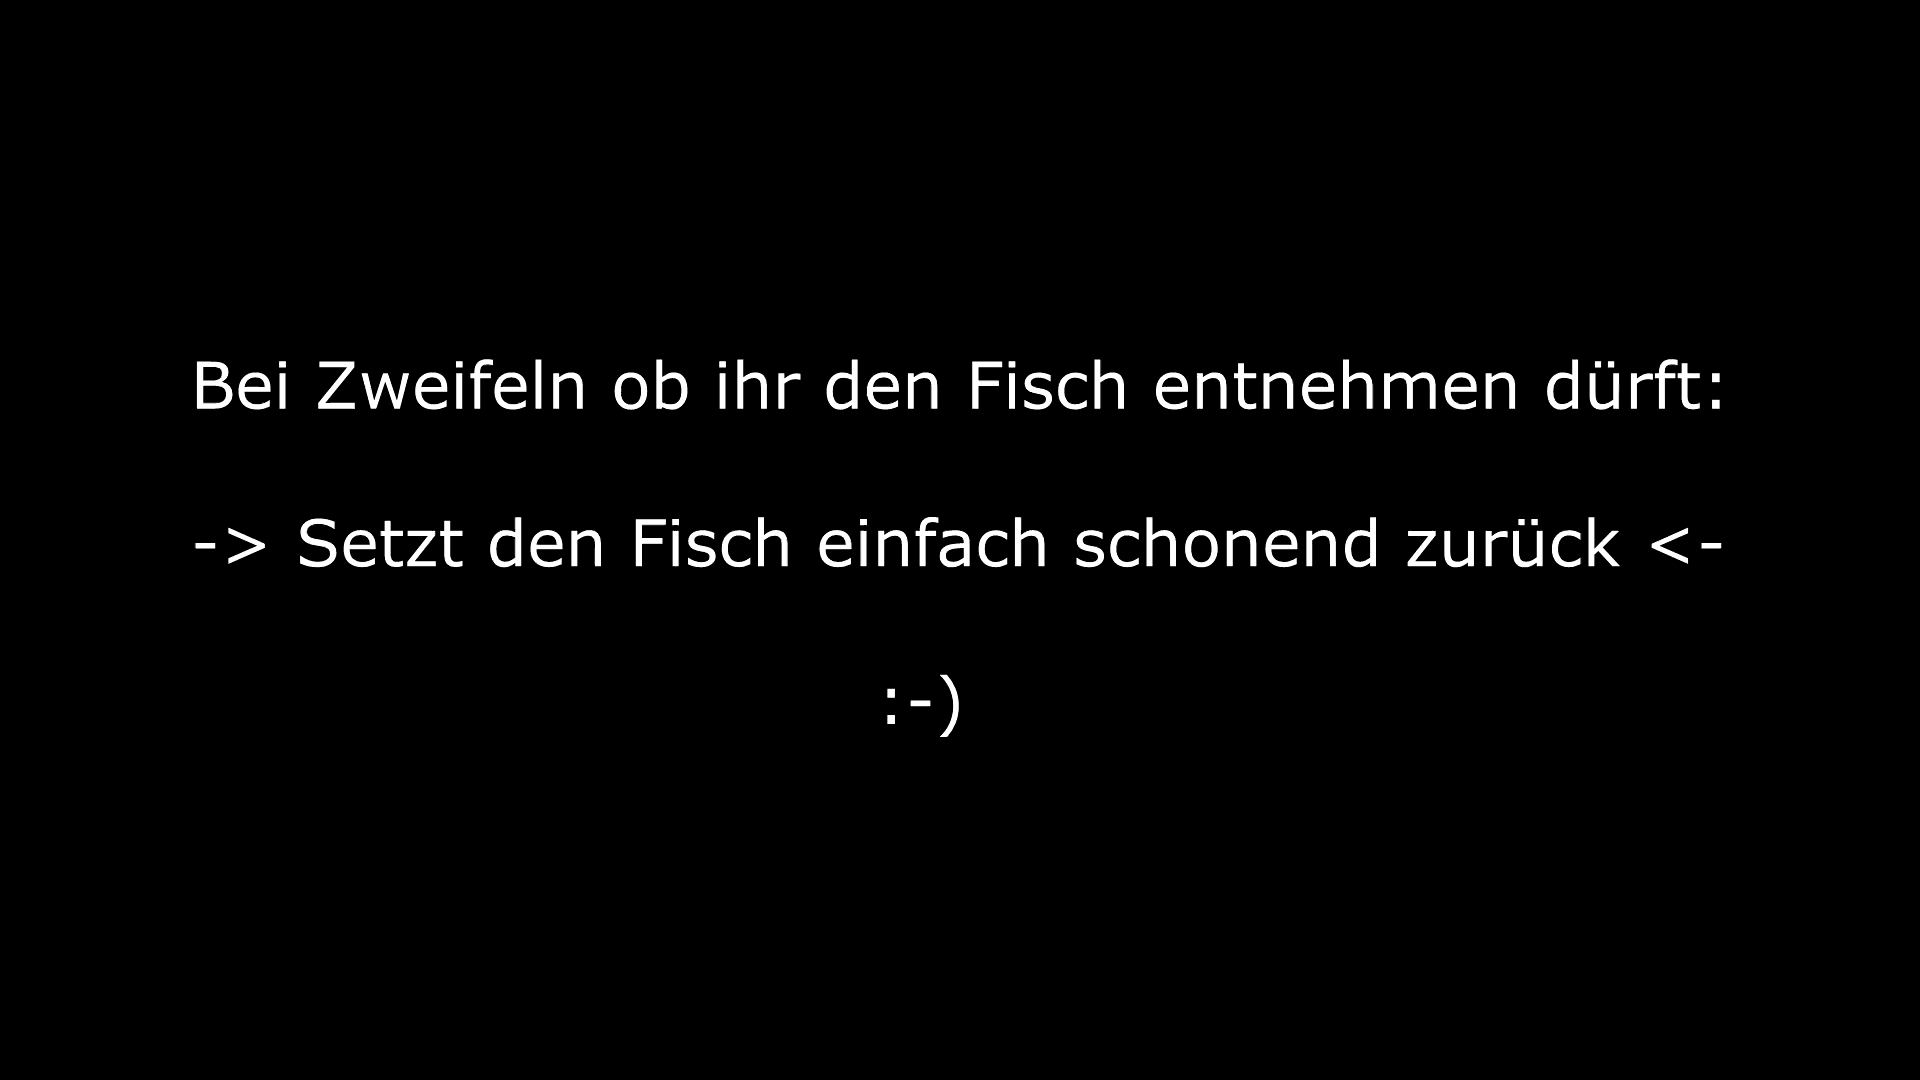 Bei Zweifeln ob ihr den Fisch entnehmen dürft:
-> Setzt den Fisch einfach schonend zurück <-
:-)